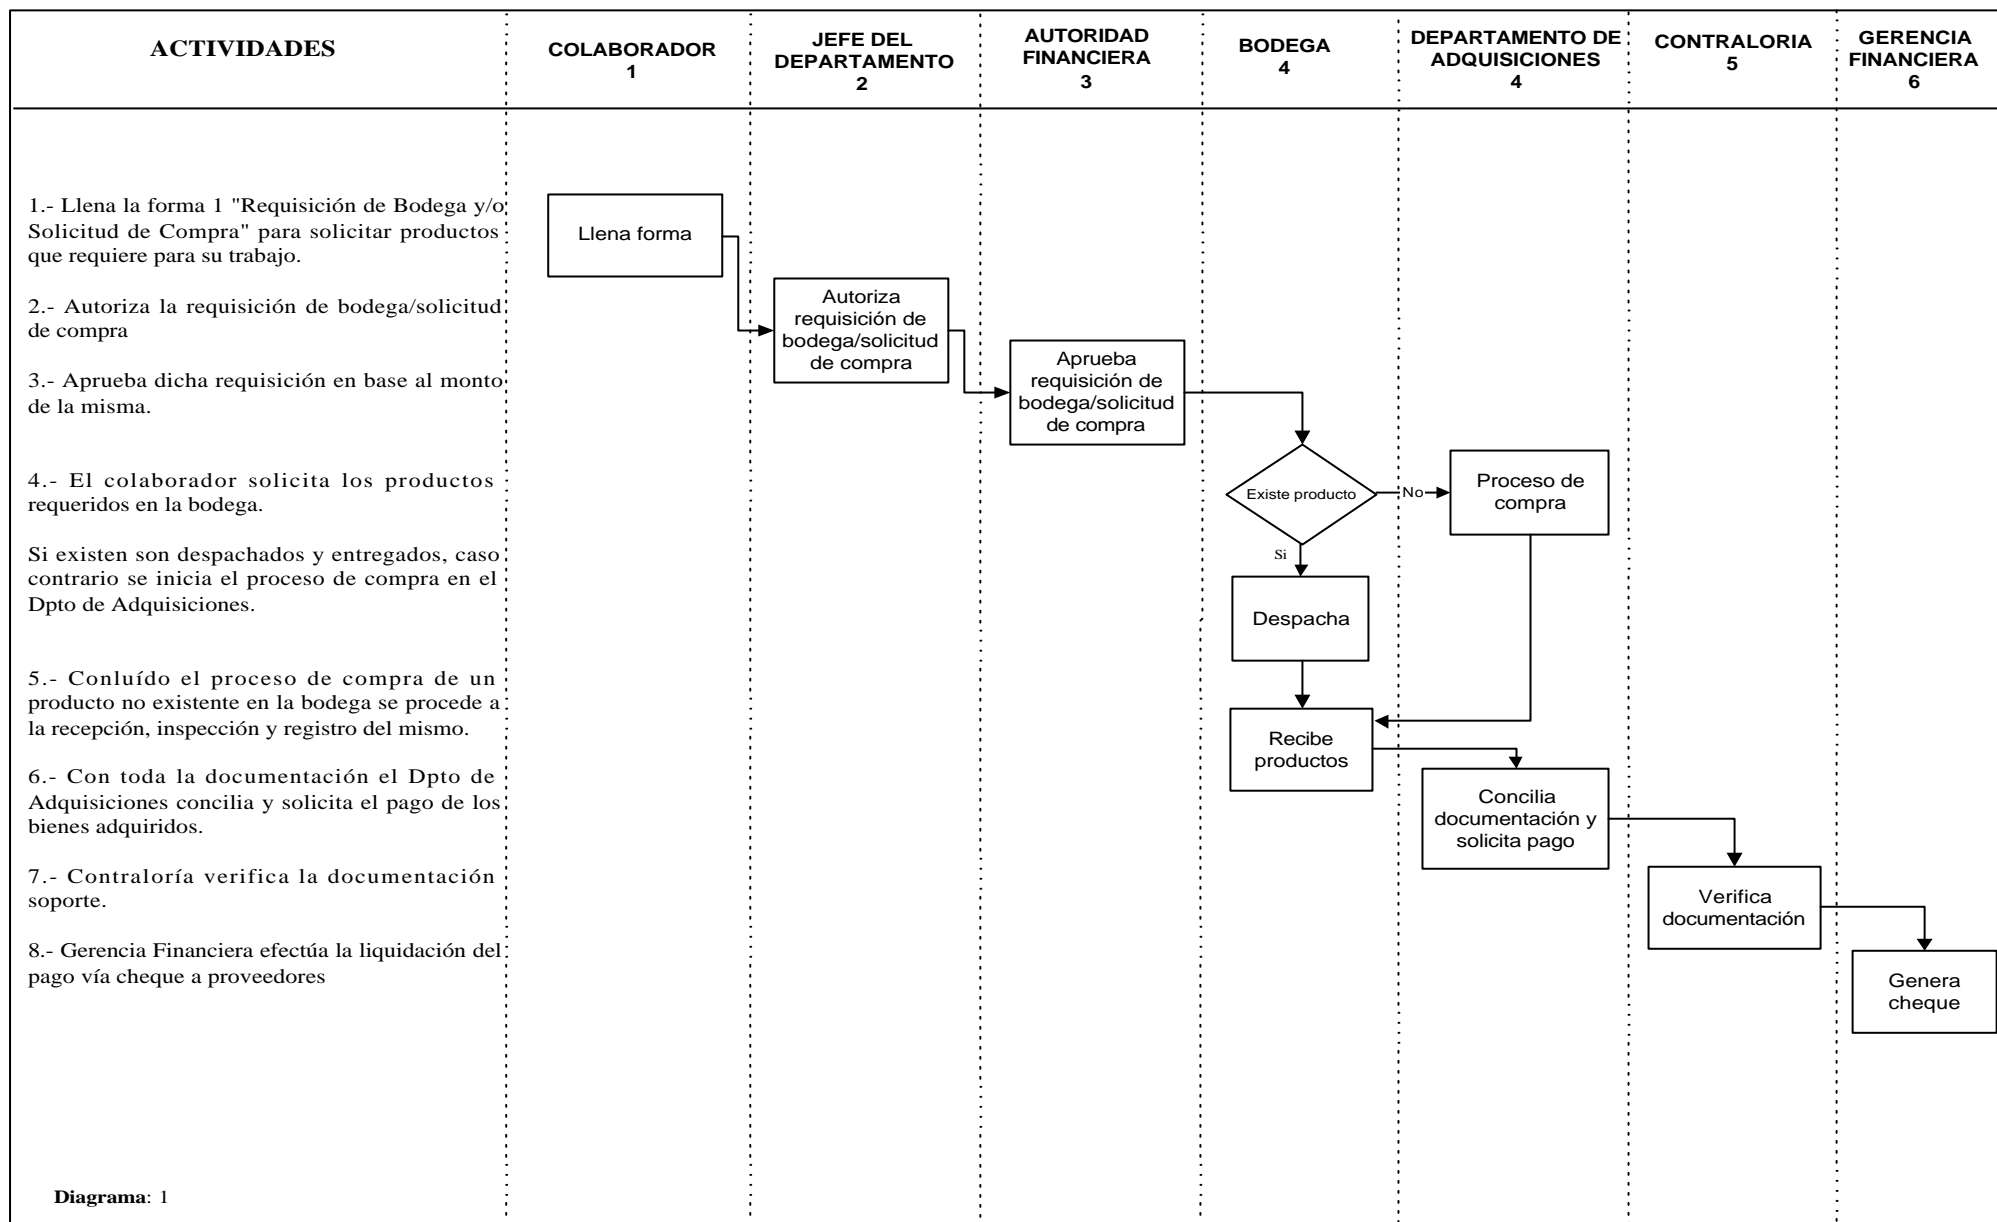 ACTIVIDADES
COLABORADOR
1
JEFE DEL
DEPARTAMENTO
2
AUTORIDAD
FINANCIERA
3
BODEGA
4
DEPARTAMENTO DE
ADQUISICIONES
4
CONTRALORIA
5
GERENCIA
FINANCIERA
6
1.- Llena la forma 1 "Requisición de Bodega y/o
Solicitud de Compra" para solicitar productos
que requiere para su trabajo.
2.- Autoriza la requisición de bodega/solicitud
de compra
3.- Aprueba dicha requisición en base al monto
de la misma.
4.- El colaborador solicita los productos
requeridos en la bodega.
Si existen son despachados y entregados, caso
contrario se inicia el proceso de compra en el
Dpto de Adquisiciones.
5.- Conluído el proceso de compra de un
producto no existente en la bodega se procede a
la recepción, inspección y registro del mismo.
6.- Con toda la documentación el Dpto de
Adquisiciones concilia y solicita el pago de los
bienes adquiridos.
7.- Contraloría verifica la documentación
soporte.
8.- Gerencia Financiera efectúa la liquidación del
pago vía cheque a proveedores
Llena forma
Autoriza
requisición de
bodega/solicitud
de compra
Aprueba
requisición de
bodega/solicitud
de compra
Existe producto
No
Proceso de
compra
Si
Despacha
Recibe
productos
Concilia
documentación y
solicita pago
Verifica
documentación
Genera
cheque
Diagrama: 1